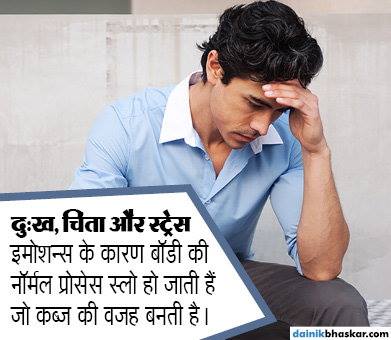 दुःख, चिंता और स्ट्रेस
इमोशन्स के कारण बॉडी की
नॉर्मल प्रोसेस स्लो हो जाती हैं
जो कब्ज की वजह बनती है।
dainikbhaskar.com